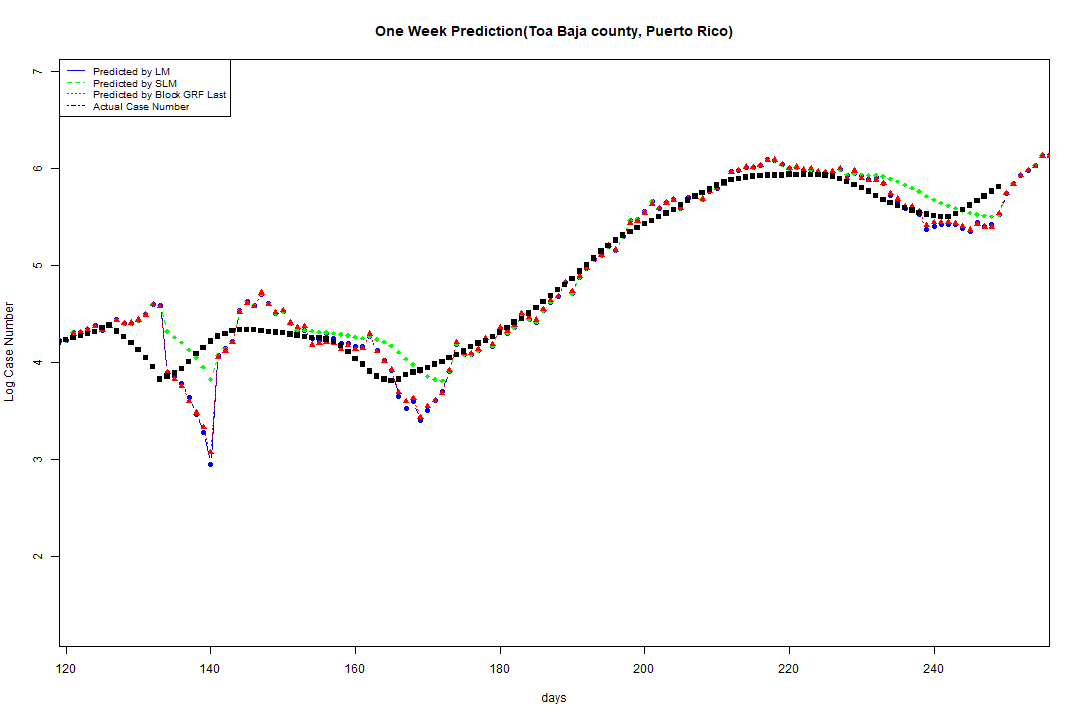 One Week Prediction(Toa Baja county, Puerto Rico)
Predicted by LM
Predicted by SLM
Predicted by Block GRF Last
Actual Case Number
7
6
5
4
3
2
Log Case Number
120 140 160 180 200 220 240
days